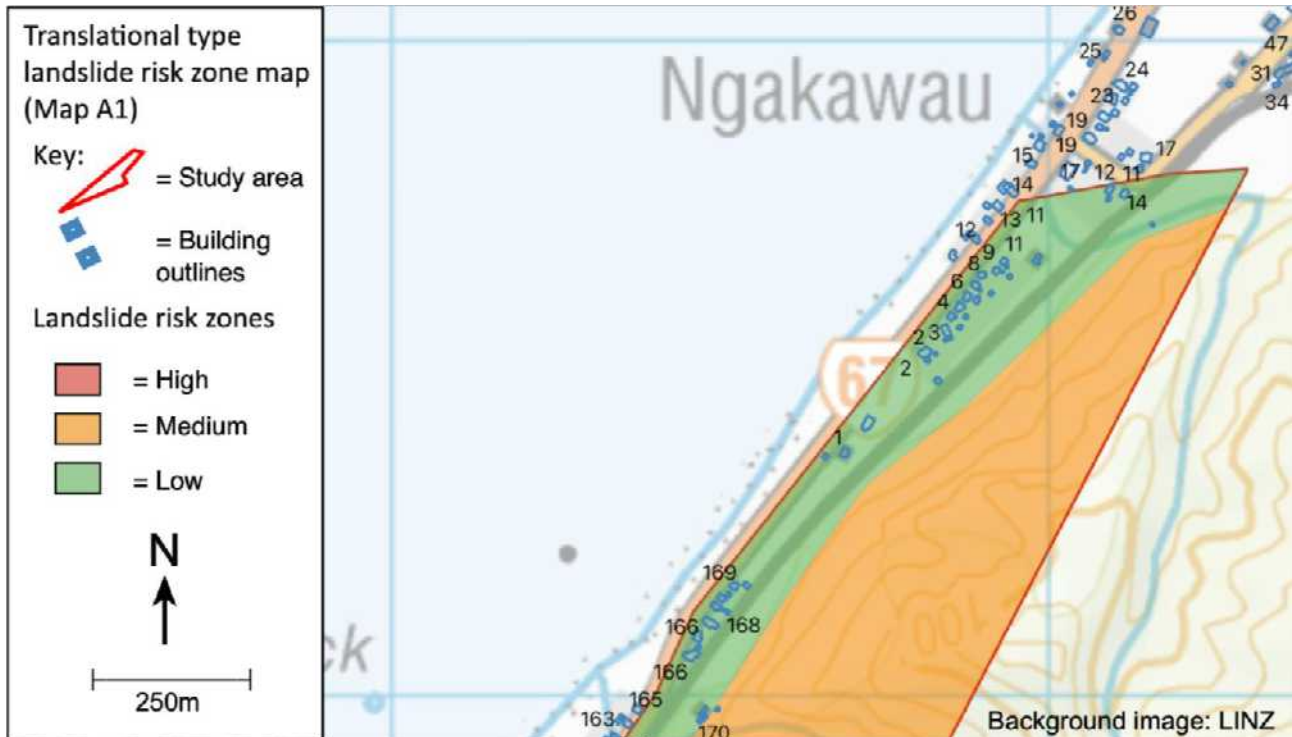 Translational type
landslide risk zone map
(Map A1)
Key:
= Study area
= Building
outlines
Landslide risk zones
= High
= Medium
= Low
N
250m
Ngakawau
26
25
47
31
34
24
23
19
19
15
17
17
12
11
14
14
13
11
12
11
9
8
6
4
3
2
2
67
1
169
168
166
166
165
163
170
100
ck
Background image: LINZ